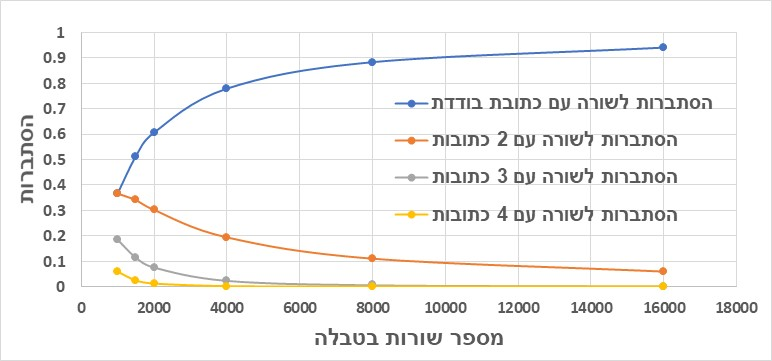 1
0.9
0.8
0.7
0.6
0.5
0.4
0.3
0.2
0.1
0
הסתברות
הסתברות לשורה עם כתובת בודדת
הסתברות לשורה עם 2 כתובות
הסתברות לשורה עם 3 כתובות
הסתברות לשורה עם 4 כתובות
0 2000 4000 6000 8000 10000 12000 14000 16000 18000
מספר שורות בטבלה